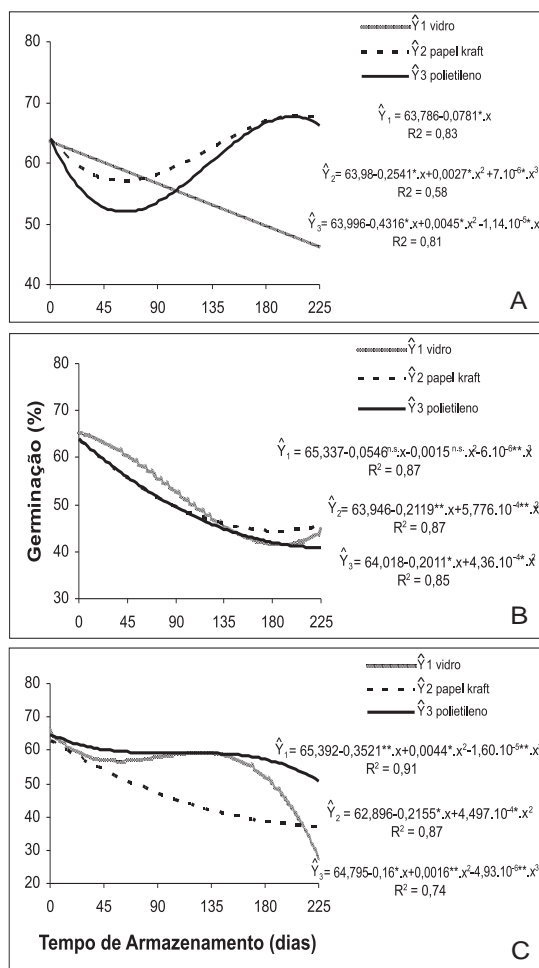 Ŷ1 vidro
Ŷ2 papel kraft
Ŷ3 polietileno
80
70
60
50
40
0 45 90 135 180 225
Ŷ1 = 63,786-0,0781*.x
R2 = 0,83
Ŷ2= 63,98-0,2541*.x+0,0027*.x2 +7.10-6*.x3
R2 = 0,58
Ŷ3= 63,996-0,4316*.x+0,0045*.x2 -1,14.10-5*.x
R2 = 0,81
A
Germinação (%)
Ŷ1 vidro
Ŷ2 papel kraft
Ŷ3 polietileno
80
70
60
50
40
30
0 45 90 135 180 225
Ŷ1 = 65,337-0,0546n.s.x-0,0015 n.s..x2-6.10-6**.x3
R2 = 0,87
Ŷ2= 63,946-0,2119**.x+5,776.10-4**.x2
R2 = 0,87
Ŷ3 = 64,018-0,2011*.x+4,36.10-4*.x2
R2 = 0,85
B
Ŷ1 vidro
Ŷ2 papel kraft
Ŷ3 polietileno
80
70
60
50
40
30
20
0 45 90 135 180 225
Ŷ1 = 65,392-0,3521**.x+0,0044*.x2-1,60.10-5**.x
R2 = 0,91
Ŷ2 = 62,896-0,2155*.x+4,497.10-4*.x2
R2 = 0,87
Ŷ3 = 64,795-0,16*.x+0,0016**.x2-4,93.10-6**.x3
R2 = 0,74
Tempo de Armazenamento (dias)
C